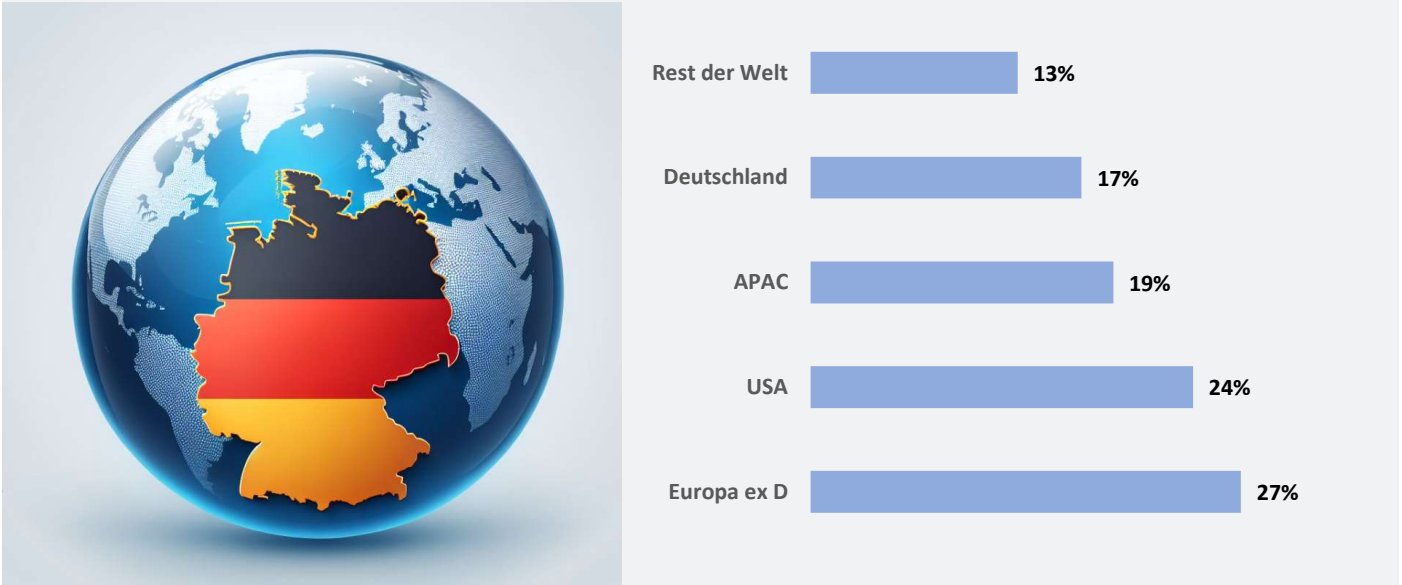 Rest der Welt 13%
Deutschland 17%
APAC 19%
USA 24%
Europa ex D 27%